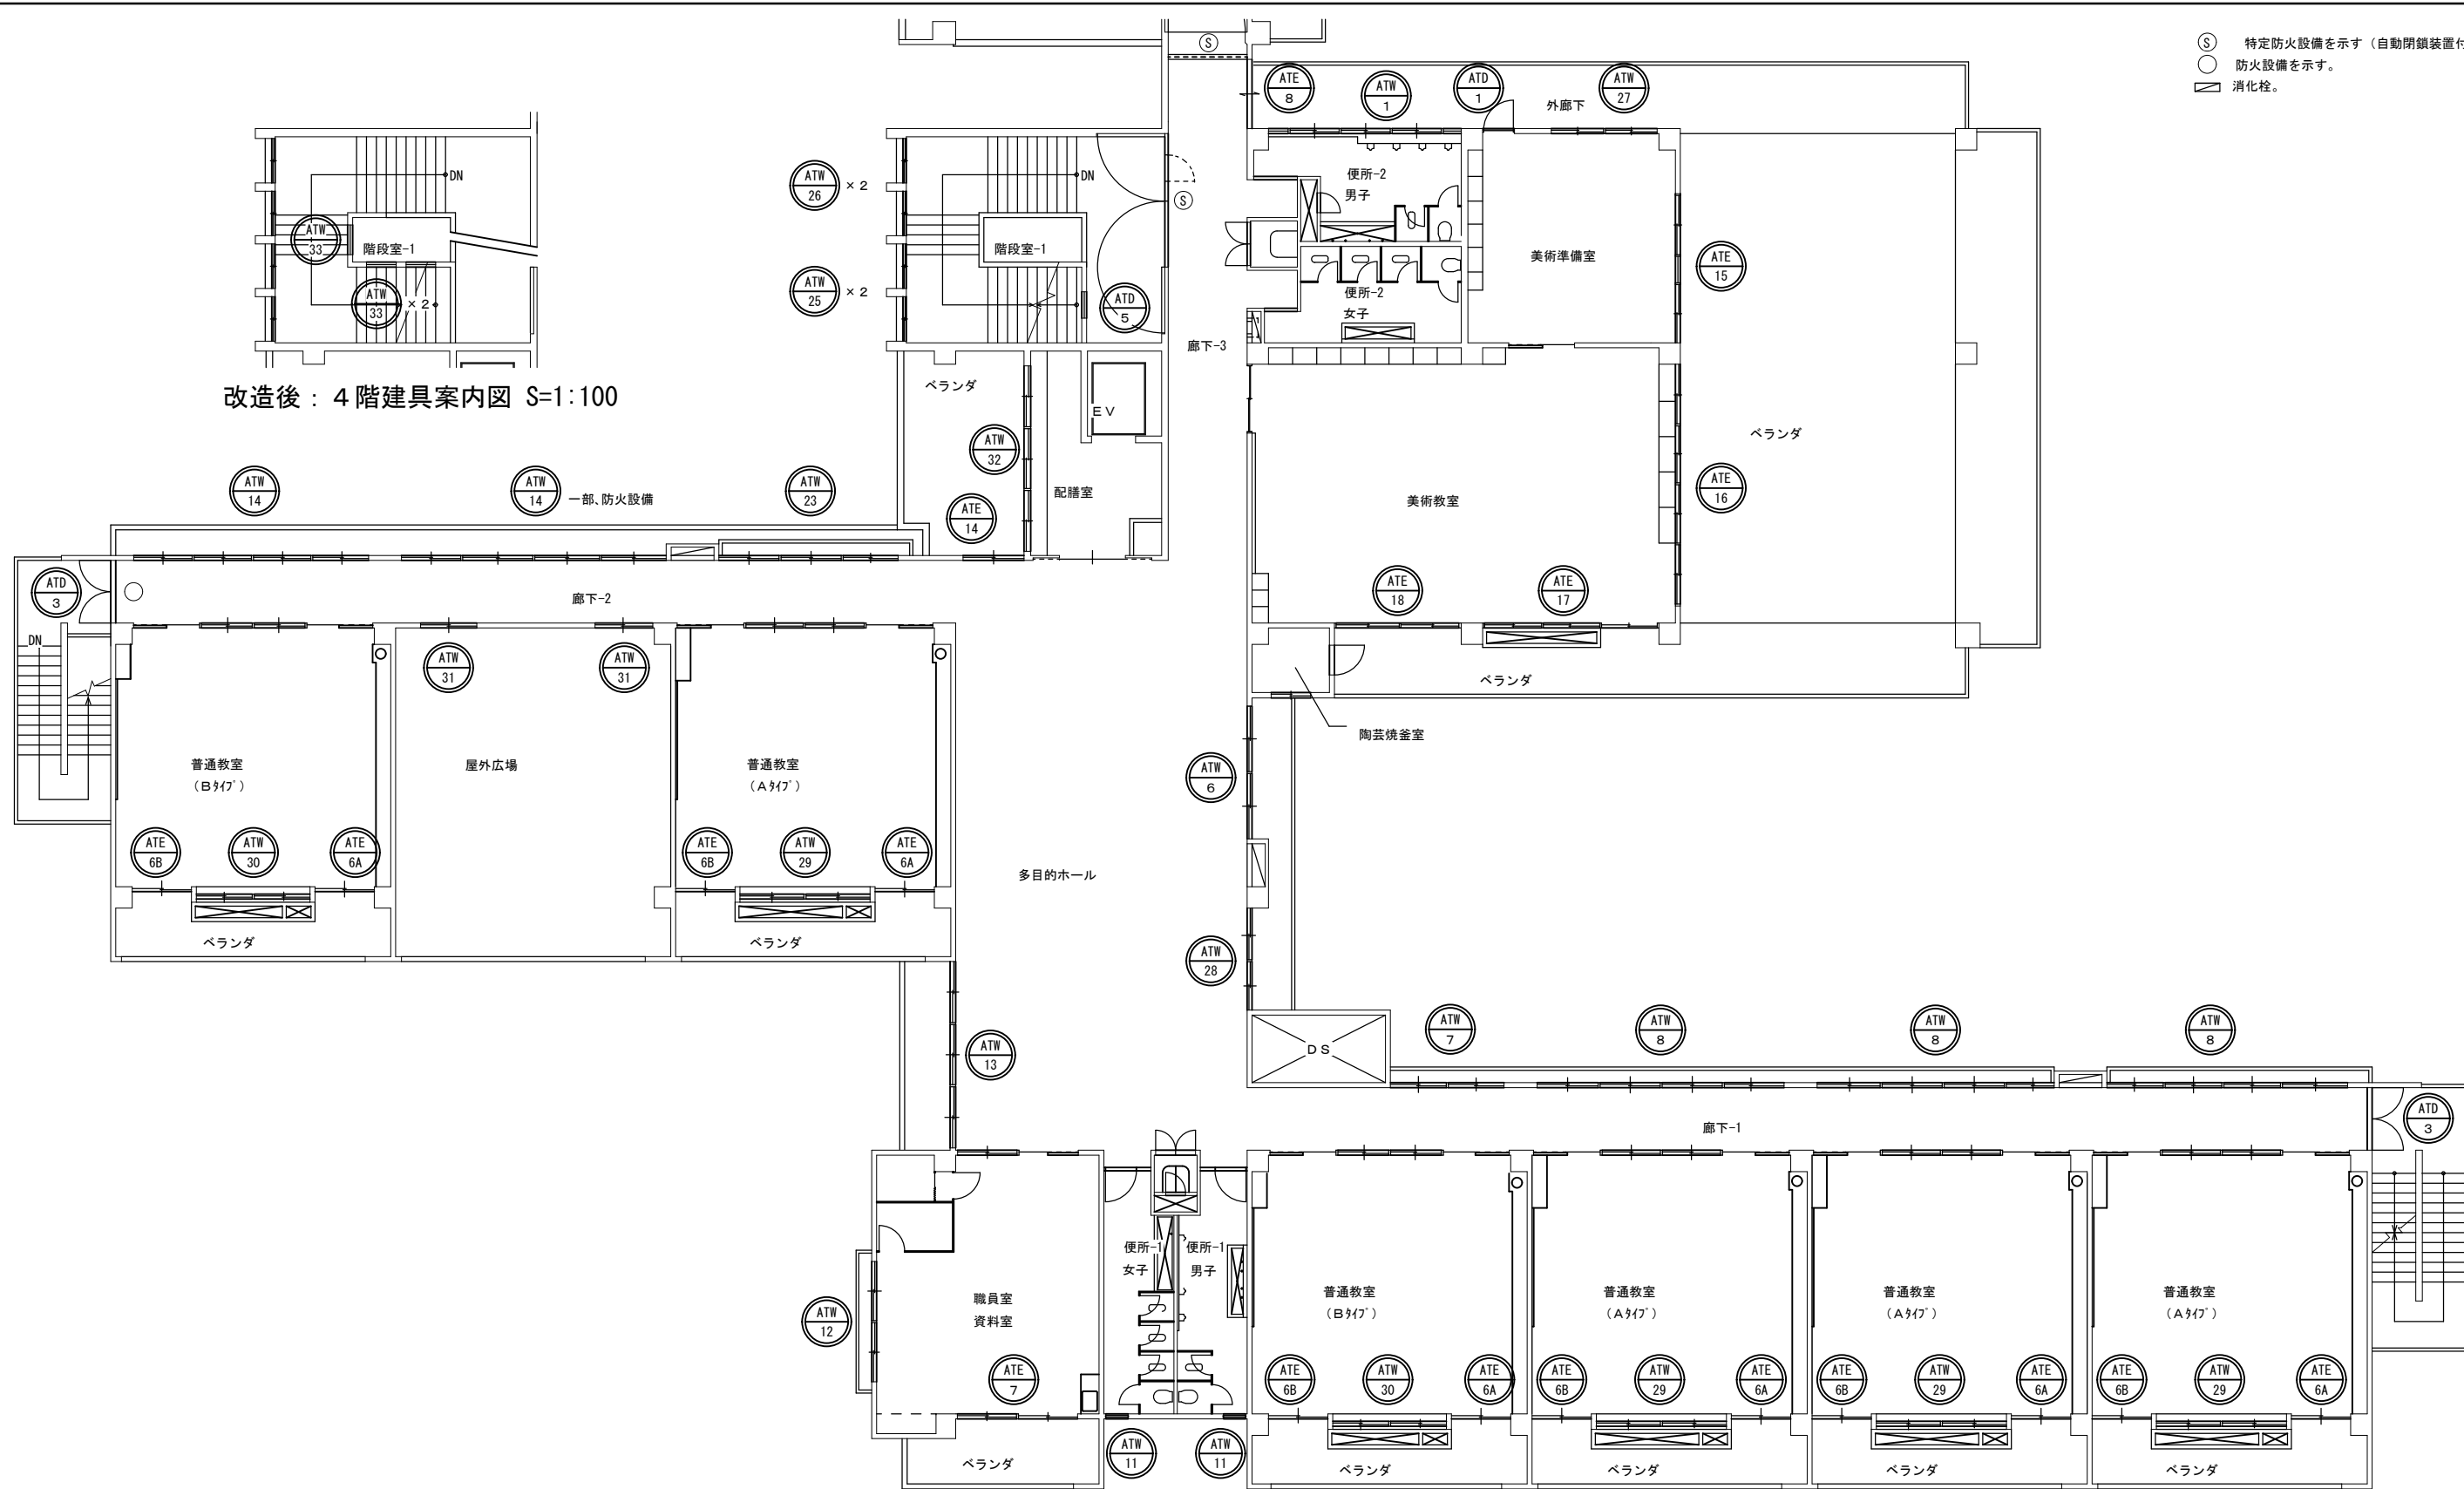 Ⓢ 特定防火設備を示す（自動閉鎖装置付
○ 防火設備を示す。
消化栓。
S
ATE 8
ATW 1
ATD 1
ATW 27
外廊下
DN
ATW 33
階段室-1
ATW 33 ×2
改造後：４階建具案内図 S=1:100
ATW 26 ×2
ATW 25 ×2
DN
階段室-1
S
ATD 5
廊下-3
便所-2
男子
便所-2
女子
美術準備室
ATE 15
ベランダ
EV
ATW 32
ATE 14
配膳室
美術教室
ATE 16
ベランダ
ATE 18
ATE 17
ベランダ
陶芸焼釜室
ATW 14
ATW 14
一部、防火設備
ATW 23
ATD 3
DN
廊下-2
ATW 31
ATW 31
普通教室
（Bﾀｲﾌﾟ）
屋外広場
普通教室
（Aﾀｲﾌﾟ）
ATE 6B
ATW 30
ATE 6A
ATE 6B
ATW 29
ATE 6A
ベランダ
ベランダ
多目的ホール
ATW 6
ATW 28
ATW 13
DS
ATW 7
ATW 8
ATW 8
ATW 8
ATD 3
廊下-1
便所-1
女子
便所-1
男子
職員室
資料室
ATW 12
ATE 7
普通教室
（Bﾀｲﾌﾟ）
普通教室
（Aﾀｲﾌﾟ）
普通教室
（Aﾀｲﾌﾟ）
普通教室
（Aﾀｲﾌﾟ）
ATE 6B
ATW 30
ATE 6A
ATE 6B
ATW 29
ATE 6A
ATE 6B
ATW 29
ATE 6A
ATE 6B
ATW 29
ATE 6A
ATW 11
ATW 11
ベランダ
ベランダ
ベランダ
ベランダ
ベランダ